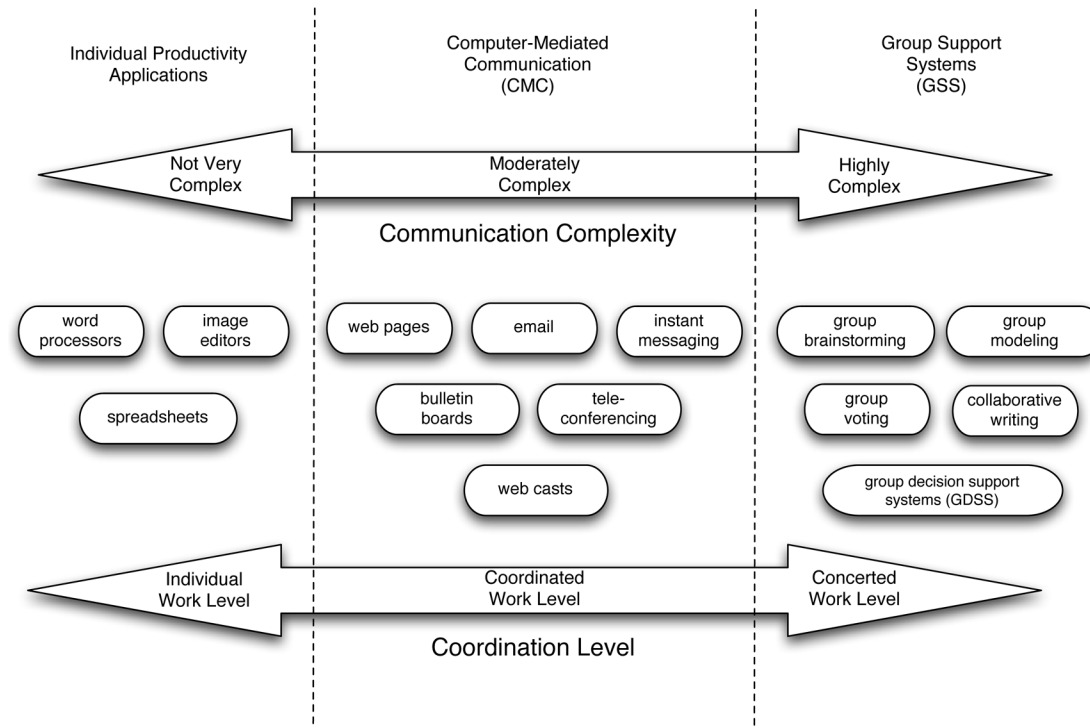 Individual Productivity
Applications
Computer-Mediated
Communication
(CMC)
Group Support
Systems
(GSS)
Not Very
Complex
Moderately
Complex
Highly
Complex
Communication Complexity
word
processors
image
editors
spreadsheets
web pages
email
instant
messaging
bulletin
boards
tele-
conferencing
web casts
group
brainstorming
group
modeling
group
voting
collaborative
writing
group decision support
systems (GDSS)
Individual
Work Level
Coordinated
Work Level
Concerted
Work Level
Coordination Level